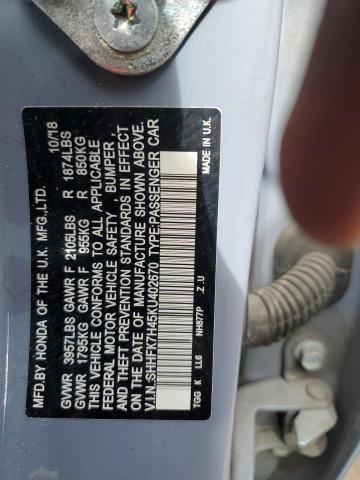 MFD.BY HONDA OF THE U.K. MFG.,LTD. 10/18
GVWR 3957LBS GAWR F 2105LBS R 1874LBS
GVWR 1795KG GAWR F 955KG R 850KG
THIS VEHICLE CONFORMS TO ALL APPLICABLE
FEDERAL MOTOR VEHICLE SAFETY, BUMPER,
AND THEFT PREVENTION STANDARDS IN EFFECT
ON THE DATE OF MANUFACTURE SHOWN ABOVE.
V.I.N.:SHHFK7H45KU402670 TYPE:PASSENGER CAR
TGG K LL6 NH877P .Z.U MADE IN U.K.